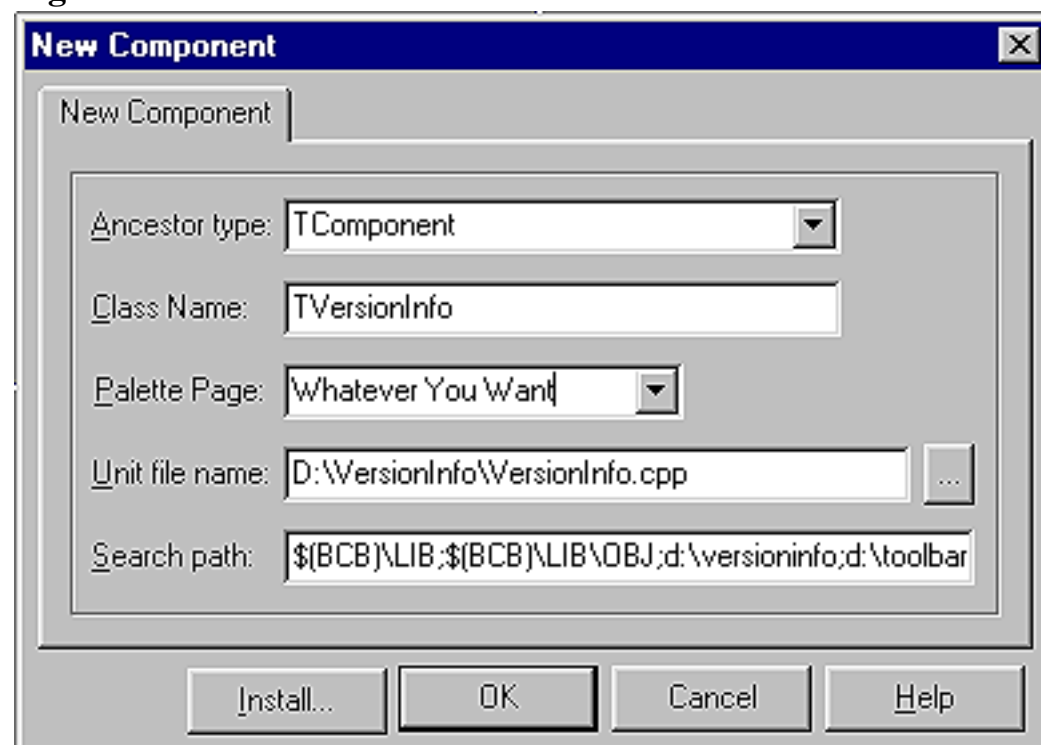 New Component
New Component
Ancestor type: TComponent
Class Name: TVersionInfo
Palette Page: Whatever You Want
Unit file name: D:\VersionInfo\VersionInfo.cpp ...
Search path: $(BCB)\LIB;$(BCB)\LIB\OBJ;d:\versioninfo;d:\toolbar
Install... OK Cancel Help